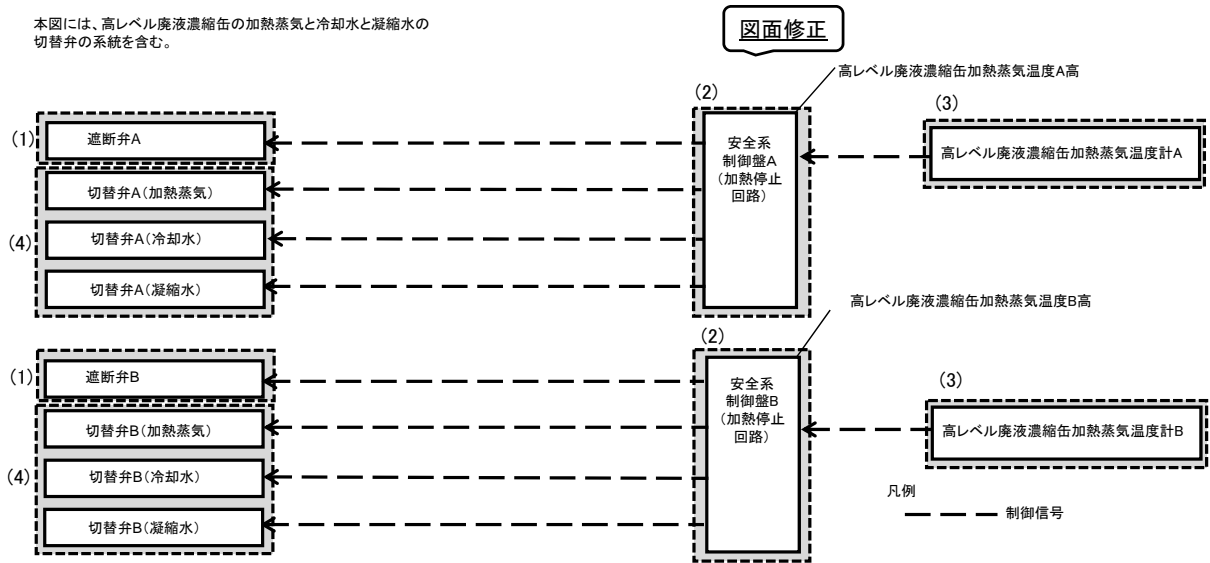 本図には、高レベル廃液濃縮缶の加熱蒸気と冷却水と凝縮水の
切替弁の系統を含む。
図面修正
高レベル廃液濃縮缶加熱蒸気温度A高
(1)
遮断弁A
切替弁A(加熱蒸気)
(4)
切替弁A(冷却水)
切替弁A(凝縮水)
(2)
安全系
制御盤A
(加熱停止
回路)
(3)
高レベル廃液濃縮缶加熱蒸気温度計A
高レベル廃液濃縮缶加熱蒸気温度B高
(1)
遮断弁B
切替弁B(加熱蒸気)
(4)
切替弁B(冷却水)
切替弁B(凝縮水)
(2)
安全系
制御盤B
(加熱停止
回路)
(3)
高レベル廃液濃縮缶加熱蒸気温度計B
凡例
制御信号